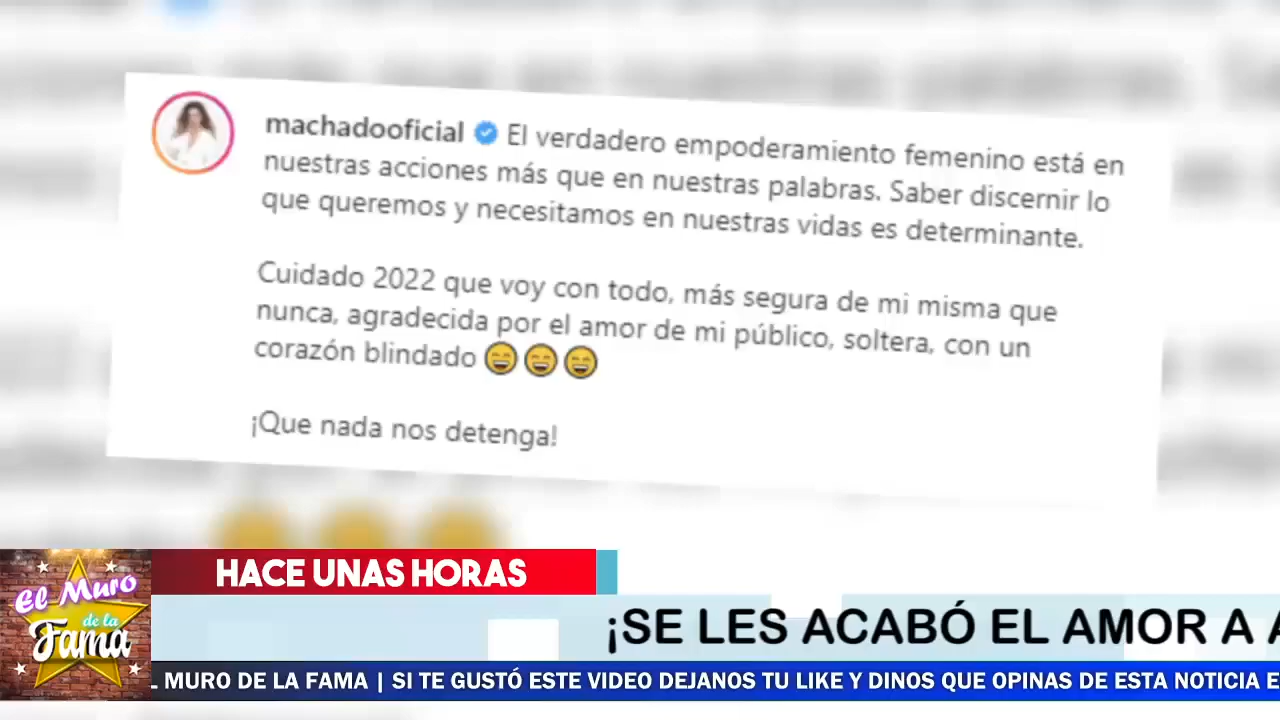 machadooficial El verdadero empoderamiento femenino está en
nuestras acciones más que en nuestras palabras. Saber discernir lo
que queremos y necesitamos en nuestras vidas es determinante.
Cuidado 2022 que voy con todo, más segura de mi misma que
nunca, agradecida por el amor de mi público, soltera, con un
corazón blindado 😄😄😄
¡Que nada nos detenga!
HACE UNAS HORAS
El Muro
de la
Fama
¡SE LES ACABÓ EL AMOR A
MURO DE LA FAMA | SI TE GUSTÓ ESTE VIDEO DEJANOS TU LIKE Y DINOS QUE OPINAS DE ESTA NOTICIA E